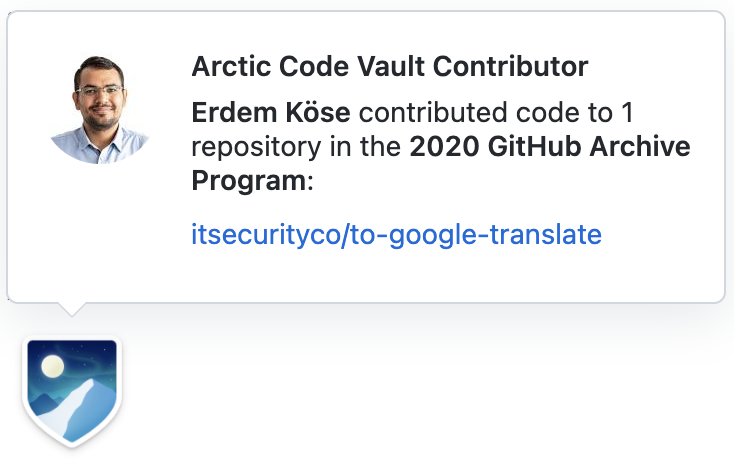 Arctic Code Vault Contributor
Erdem Köse contributed code to 1
repository in the 2020 GitHub Archive
Program:
itsecurityco/to-google-translate